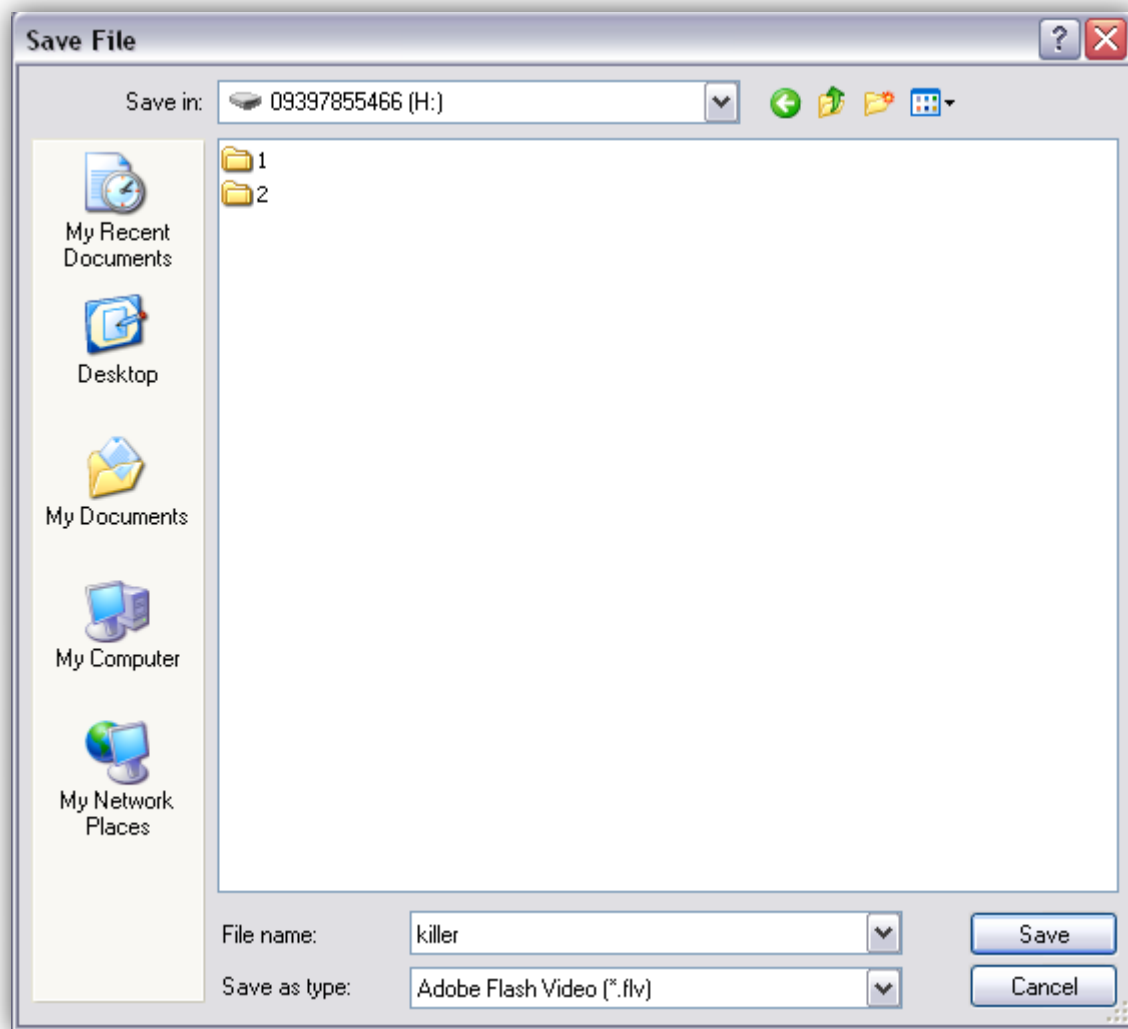 Save File
Save in:
09397855466 (H:)
1
2
My Recent
Documents
Desktop
My Documents
My Computer
My Network
Places
File name:
killer
Save
Save as type:
Adobe Flash Video (*.flv)
Cancel